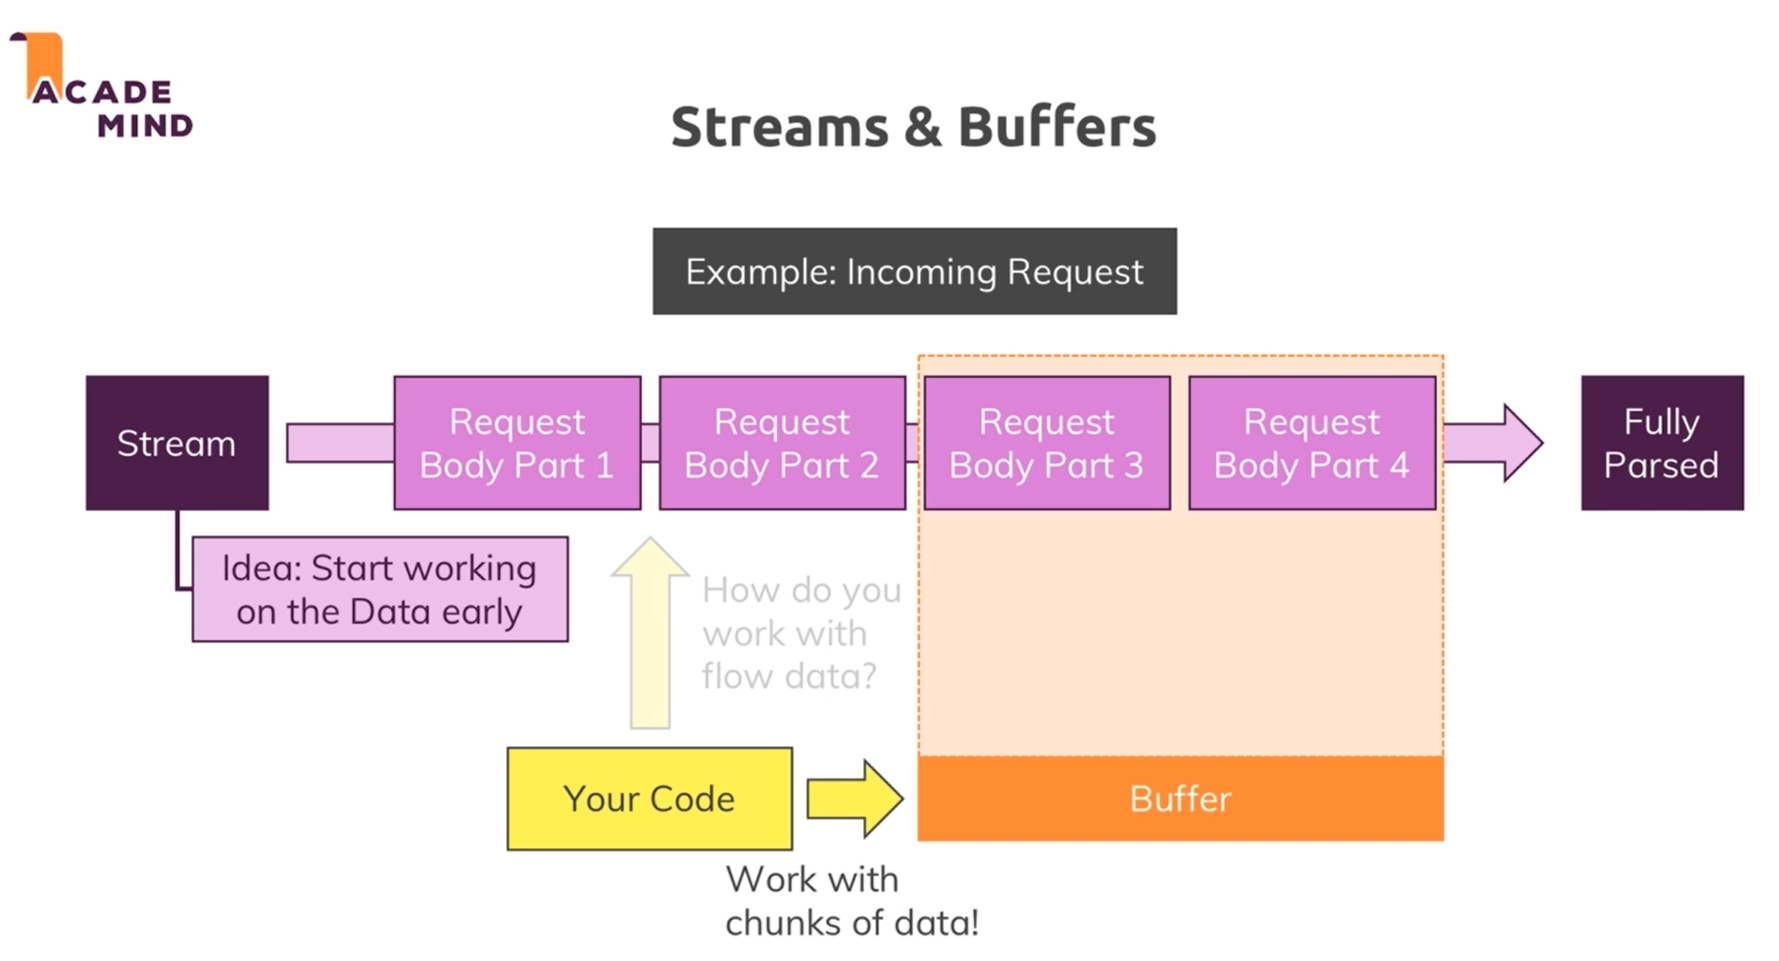 ACADE
MIND
Streams & Buffers
Example: Incoming Request
Stream
Request
Body Part 1
Request
Body Part 2
Request
Body Part 3
Request
Body Part 4
Fully
Parsed
Idea: Start working
on the Data early
How do you
work with
flow data?
Your Code
Buffer
Work with
chunks of data!